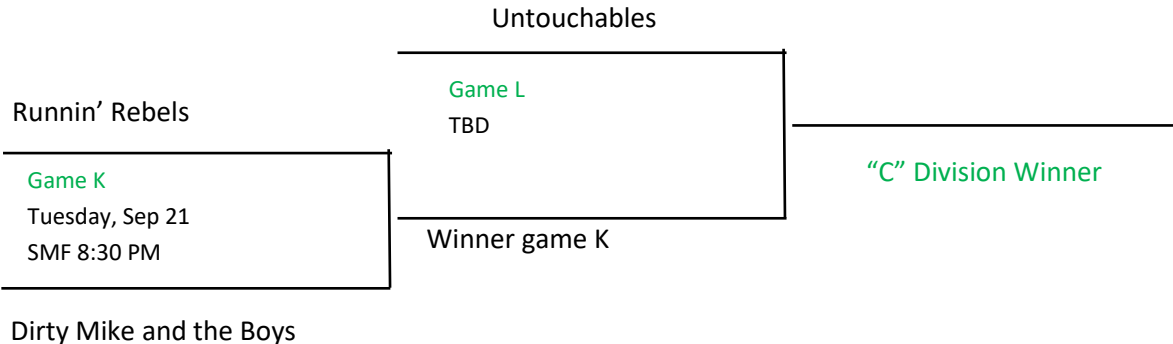 Untouchables
Game L
TBD
Runnin’ Rebels
Game K
Tuesday, Sep 21
SMF 8:30 PM
Dirty Mike and the Boys
Winner game K
“C” Division Winner